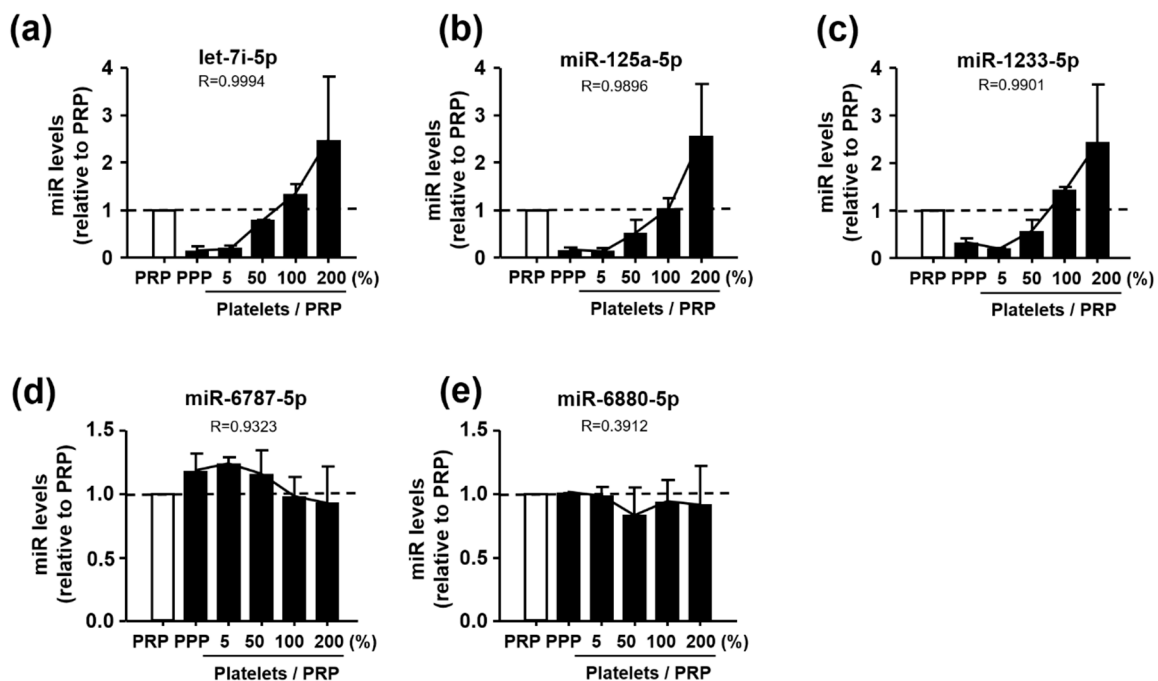 (a)
let-7i-5p
R=0.9994
miR levels
(relative to PRP)
4
3
2
1
0
PRP PPP 5 50 100 200 (%)
Platelets / PRP
(b)
miR-125a-5p
R=0.9896
miR levels
(relative to PRP)
4
3
2
1
0
PRP PPP 5 50 100 200 (%)
Platelets / PRP
(c)
miR-1233-5p
R=0.9901
miR levels
(relative to PRP)
4
3
2
1
0
PRP PPP 5 50 100 200 (%)
Platelets / PRP
(d)
miR-6787-5p
R=0.9323
miR levels
(relative to PRP)
1.5
1.0
0.5
0.0
PRP PPP 5 50 100 200 (%)
Platelets / PRP
(e)
miR-6880-5p
R=0.3912
miR levels
(relative to PRP)
1.5
1.0
0.5
0.0
PRP PPP 5 50 100 200 (%)
Platelets / PRP